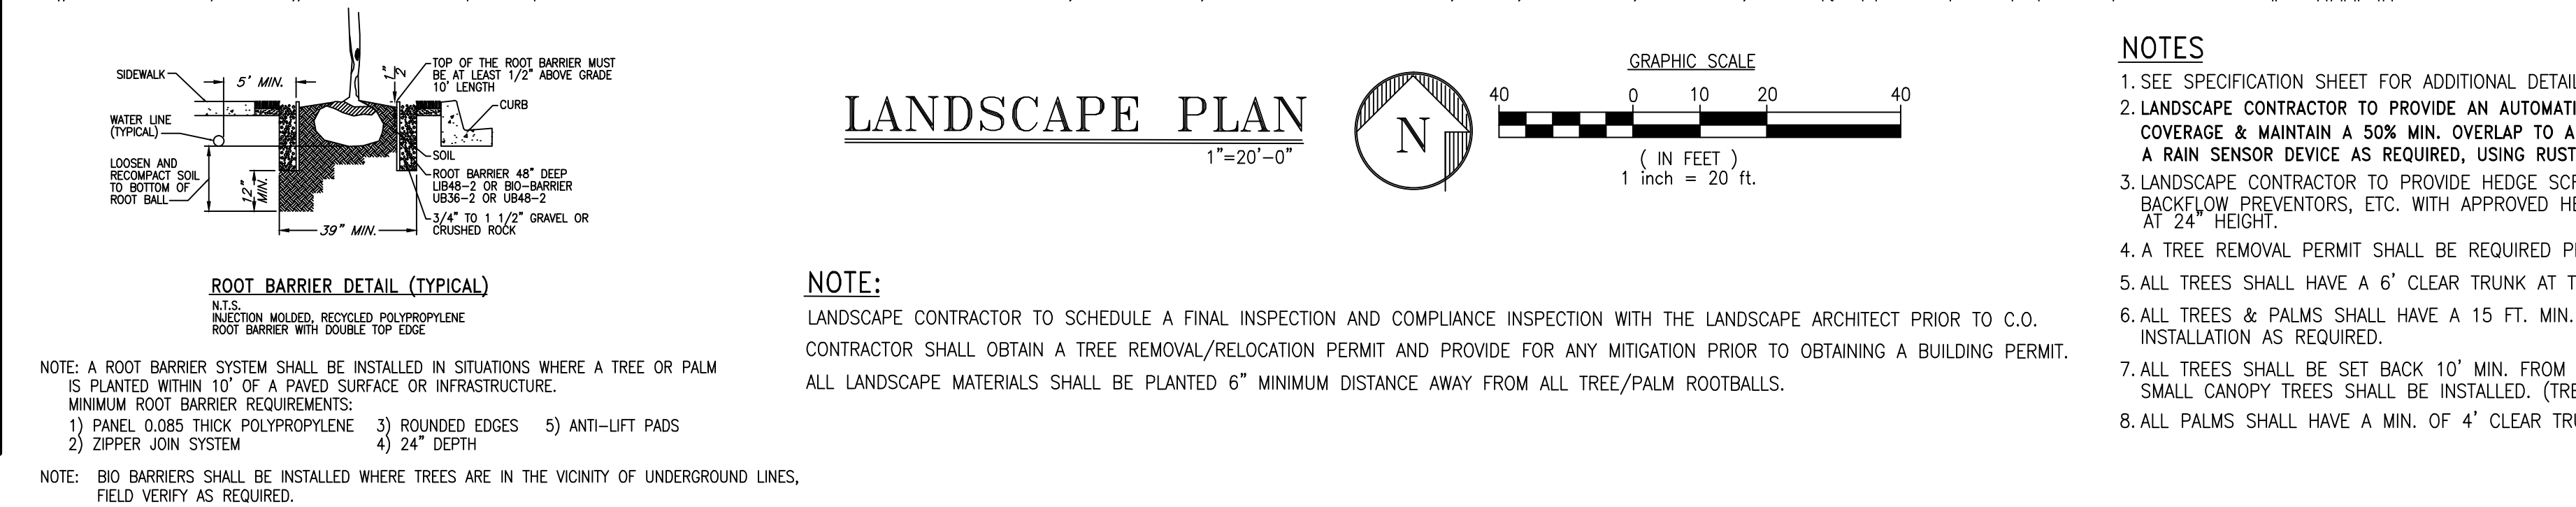 SIDEWALK
5' MIN.
1"
2
TOP OF THE ROOT BARRIER MUST
BE AT LEAST 1/2" ABOVE GRADE
10' LENGTH
CURB
WATER LINE
(TYPICAL)
LOOSEN AND
RECOMPACT SOIL
TO BOTTOM OF
ROOT BALL
12"
MIN.
SOIL
ROOT BARRIER 48" DEEP
LIB48-2 OR BIO-BARRIER
UB36-2 OR UB48-2
3/4" TO 1 1/2" GRAVEL OR
CRUSHED ROCK
39" MIN.
ROOT BARRIER DETAIL (TYPICAL)
N.T.S.
INJECTION MOLDED, RECYCLED POLYPROPYLENE
ROOT BARRIER WITH DOUBLE TOP EDGE
NOTE: A ROOT BARRIER SYSTEM SHALL BE INSTALLED IN SITUATIONS WHERE A TREE OR PALM
IS PLANTED WITHIN 10' OF A PAVED SURFACE OR INFRASTRUCTURE.
MINIMUM ROOT BARRIER REQUIREMENTS:
1) PANEL 0.085 THICK POLYPROPYLENE 3) ROUNDED EDGES 5) ANTI-LIFT PADS
2) ZIPPER JOIN SYSTEM 4) 24" DEPTH
NOTE: BIO BARRIERS SHALL BE INSTALLED WHERE TREES ARE IN THE VICINITY OF UNDERGROUND LINES,
FIELD VERIFY AS REQUIRED.
LANDSCAPE PLAN
1"=20'-0"
N
GRAPHIC SCALE
40 0 10 20 40
( IN FEET )
1 inch = 20 ft.
NOTE:
LANDSCAPE CONTRACTOR TO SCHEDULE A FINAL INSPECTION AND COMPLIANCE INSPECTION WITH THE LANDSCAPE ARCHITECT PRIOR TO C.O.
CONTRACTOR SHALL OBTAIN A TREE REMOVAL/RELOCATION PERMIT AND PROVIDE FOR ANY MITIGATION PRIOR TO OBTAINING A BUILDING PERMIT.
ALL LANDSCAPE MATERIALS SHALL BE PLANTED 6" MINIMUM DISTANCE AWAY FROM ALL TREE/PALM ROOTBALLS.
NOTES
1. SEE SPECIFICATION SHEET FOR ADDITIONAL DETAIL
2. LANDSCAPE CONTRACTOR TO PROVIDE AN AUTOMATI
COVERAGE & MAINTAIN A 50% MIN. OVERLAP TO A
A RAIN SENSOR DEVICE AS REQUIRED, USING RUST
3. LANDSCAPE CONTRACTOR TO PROVIDE HEDGE SCR
BACKFLOW PREVENTORS, ETC. WITH APPROVED HE
AT 24" HEIGHT.
4. A TREE REMOVAL PERMIT SHALL BE REQUIRED P
5. ALL TREES SHALL HAVE A 6' CLEAR TRUNK AT T
6. ALL TREES & PALMS SHALL HAVE A 15 FT. MIN.
INSTALLATION AS REQUIRED.
7. ALL TREES SHALL BE SET BACK 10' MIN. FROM
SMALL CANOPY TREES SHALL BE INSTALLED. (TRE
8. ALL PALMS SHALL HAVE A MIN. OF 4' CLEAR TRU